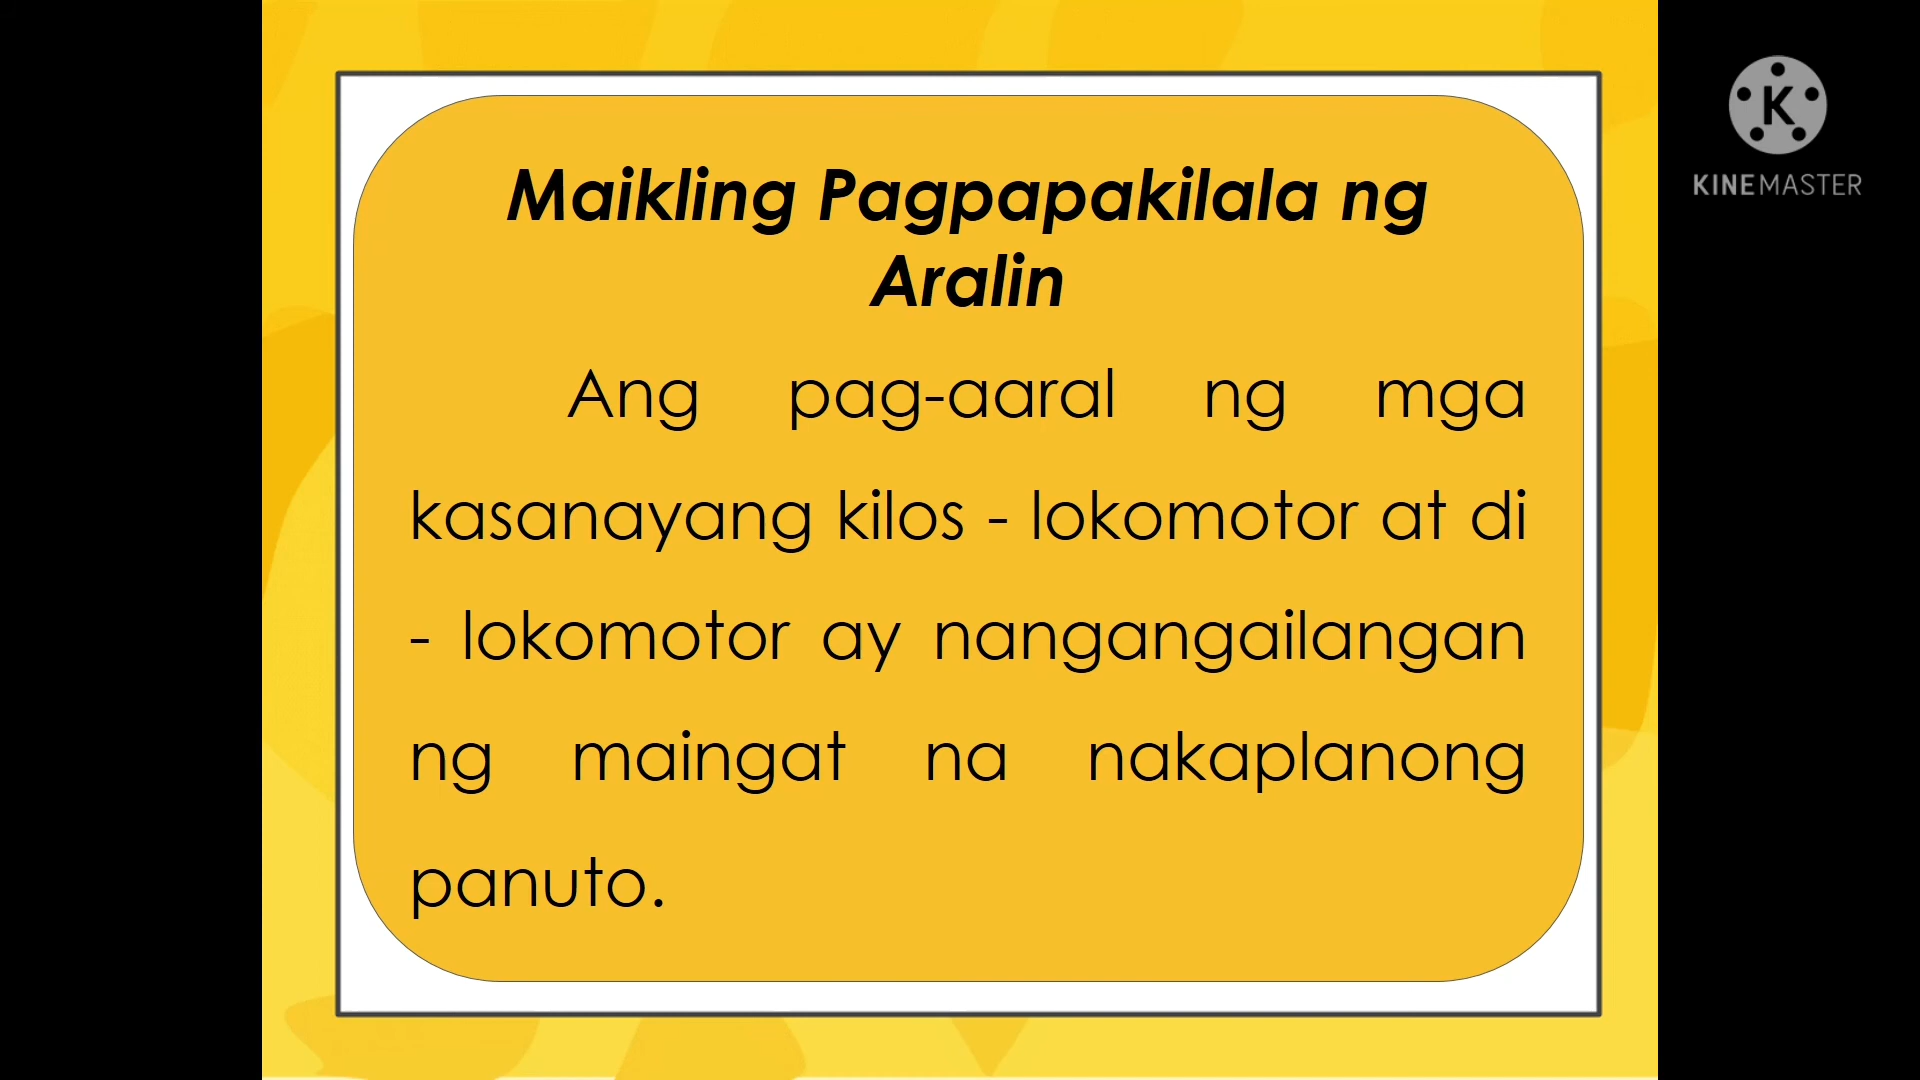 Maikling Pagpapakilala ng
Aralin
Ang pag-aaral ng mga
kasanayang kilos - lokomotor at di
- lokomotor ay nangangailangan
ng maingat na nakaplanong
panuto.
K
KINEMASTER